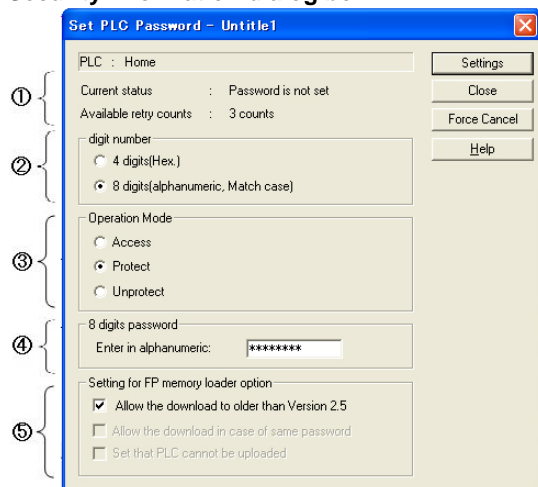 Set PLC Password - Untitle1
PLC : Home
Settings
① Current status : Password is not set
Close
Available retry counts : 3 counts
Force Cancel
② digit number
Help
4 digits(Hex.)
8 digits(alphanumeric, Match case)
③ Operation Mode
Access
Protect
Unprotect
④ 8 digits password
Enter in alphanumeric: ********
⑤ Setting for FP memory loader option
Allow the download to older than Version 2.5
Allow the download in case of same password
Set that PLC cannot be uploaded